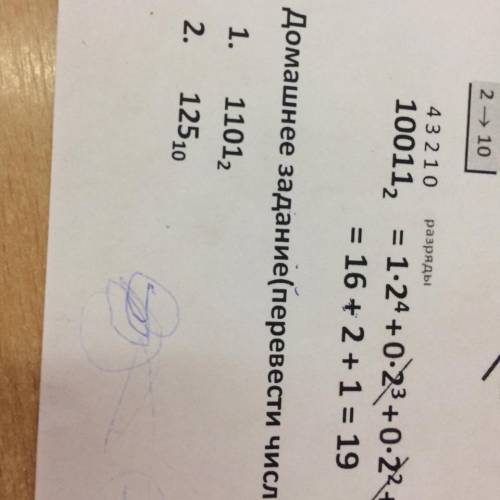 2 → 10
4 3 2 1 0 разряды
10011₂ = 1·2⁴ + 0·2³ + 0·2² +
= 16 + 2 + 1 = 19
Домашнее задание(перевести
1. 1101₂
2. 125₁₀